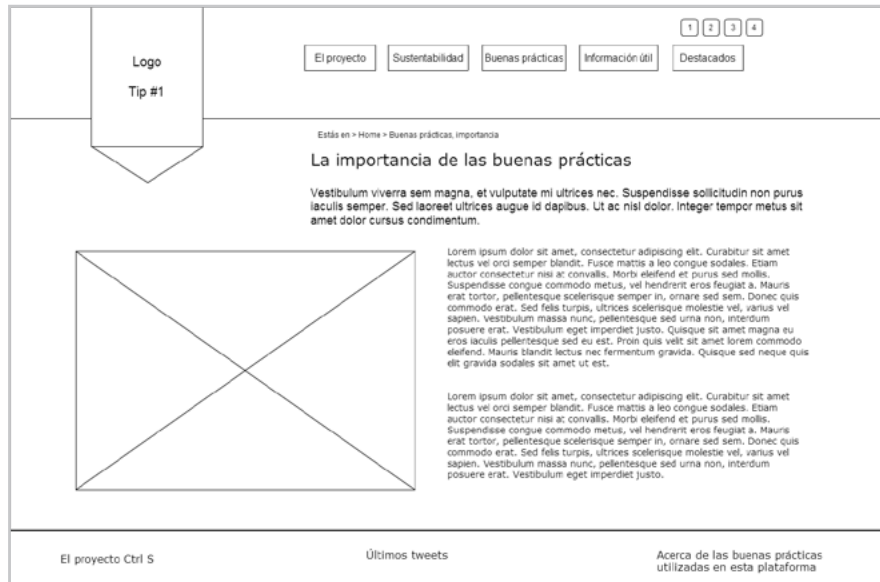 1 2 3 4
Logo
Tip #1
El proyecto Sustentabilidad Buenas prácticas Información útil Destacados
Estás en > Home > Buenas prácticas, importancia
La importancia de las buenas prácticas
Vestibulum viverra sem magna, et vulputate mi ultrices nec. Suspendisse sollicitudin non purus
iaculis semper. Sed laoreet ultrices augue id dapibus. Ut ac nisl dolor. Integer tempor metus sit
amet dolor cursus condimentum.
Lorem ipsum dolor sit amet, consectetur adipiscing elit. Curabitur sit amet
lectus vel orci semper blandit. Fusce mattis a leo congue sodales. Etiam
auctor consectetur nisi at convallis. Morbi eleifend et purus sed mollis.
Suspendisse congue commodo metus, vel hendrerit eros feugiat a. Mauris
erat tortor, pellentesque scelerisque semper in, ornare sed sem. Donec quis
commodo erat. Sed felis turpis, ultrices scelerisque molestie vel, varius vel
sapien. Vestibulum massa nunc, pellentesque sed urna non, interdum
posuere erat. Vestibulum eget imperdiet justo. Quisque sit amet magna eu
eros iaculis pellentesque sed eu est. Proin quis velit sit amet lorem commodo
eleifend. Mauris blandit lectus nec fermentum gravida. Quisque sed neque quis
elit gravida sodales sit amet ut est.
Lorem ipsum dolor sit amet, consectetur adipiscing elit. Curabitur sit amet
lectus vel orci semper blandit. Fusce mattis a leo congue sodales. Etiam
auctor consectetur nisi at convallis. Morbi eleifend et purus sed mollis.
Suspendisse congue commodo metus, vel hendrerit eros feugiat a. Mauris
erat tortor, pellentesque scelerisque semper in, ornare sed sem. Donec quis
commodo erat. Sed felis turpis, ultrices scelerisque molestie vel, varius vel
sapien. Vestibulum massa nunc, pellentesque sed urna non, interdum
posuere erat. Vestibulum eget imperdiet justo.
El proyecto Ctrl S
Últimos tweets
Acerca de las buenas prácticas
utilizadas en esta plataforma